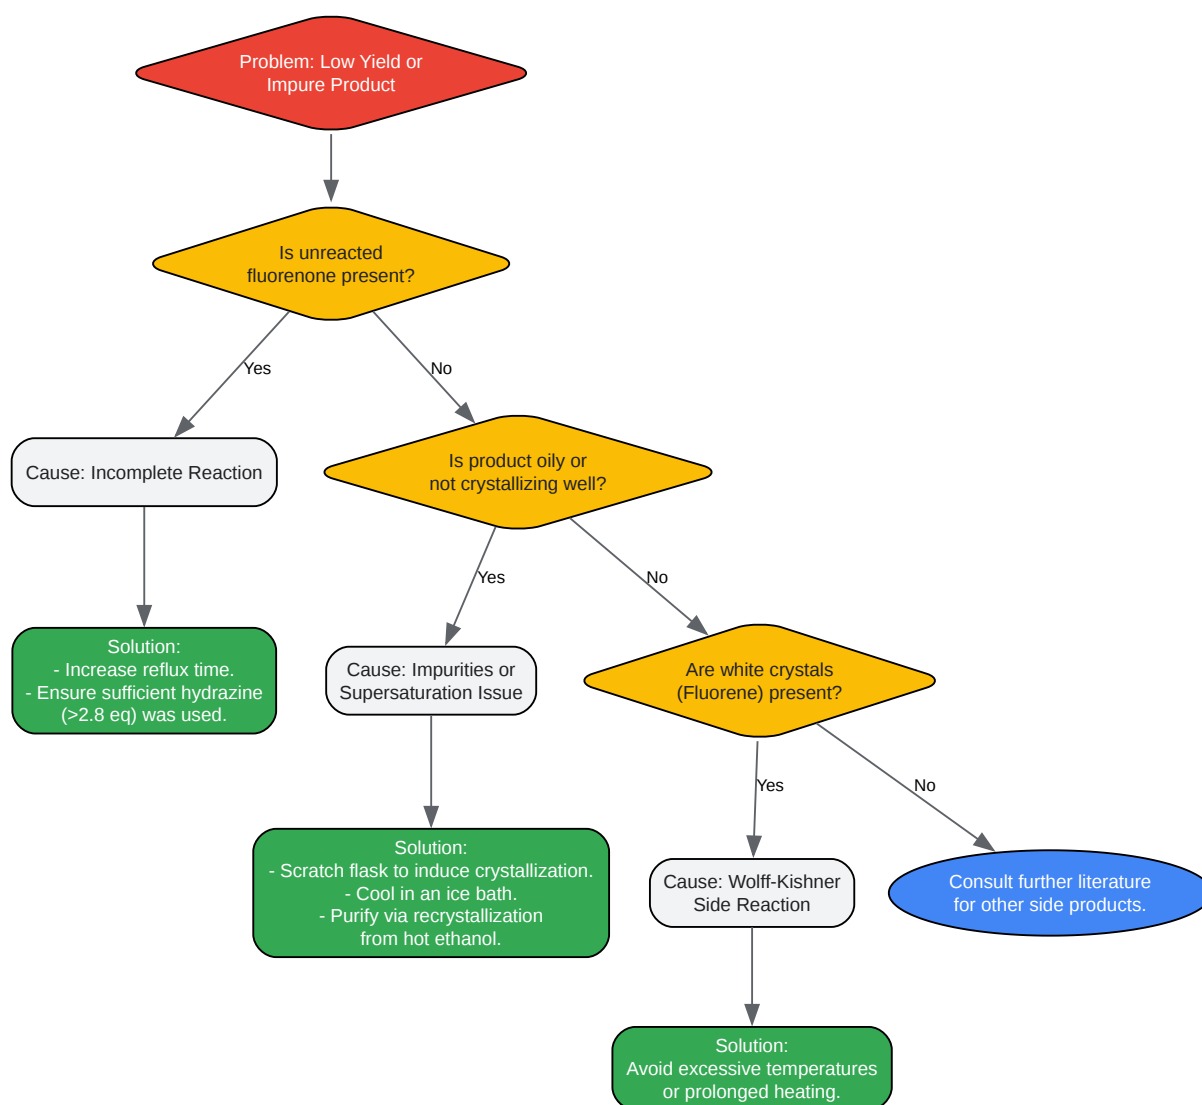 Problem: Low Yield or
Impure Product
Is unreacted
fluorenone present?
Yes
No
Cause: Incomplete Reaction
Is product oily or
not crystallizing well?
Solution:
- Increase reflux time.
- Ensure sufficient hydrazine
(>2.8 eq) was used.
Yes
No
Cause: Impurities or
Supersaturation Issue
Are white crystals
(Fluorene) present?
Solution:
- Scratch flask to induce crystallization.
- Cool in an ice bath.
- Purify via recrystallization
from hot ethanol.
Yes
No
Cause: Wolff-Kishner
Side Reaction
Consult further literature
for other side products.
Solution:
Avoid excessive temperatures
or prolonged heating.